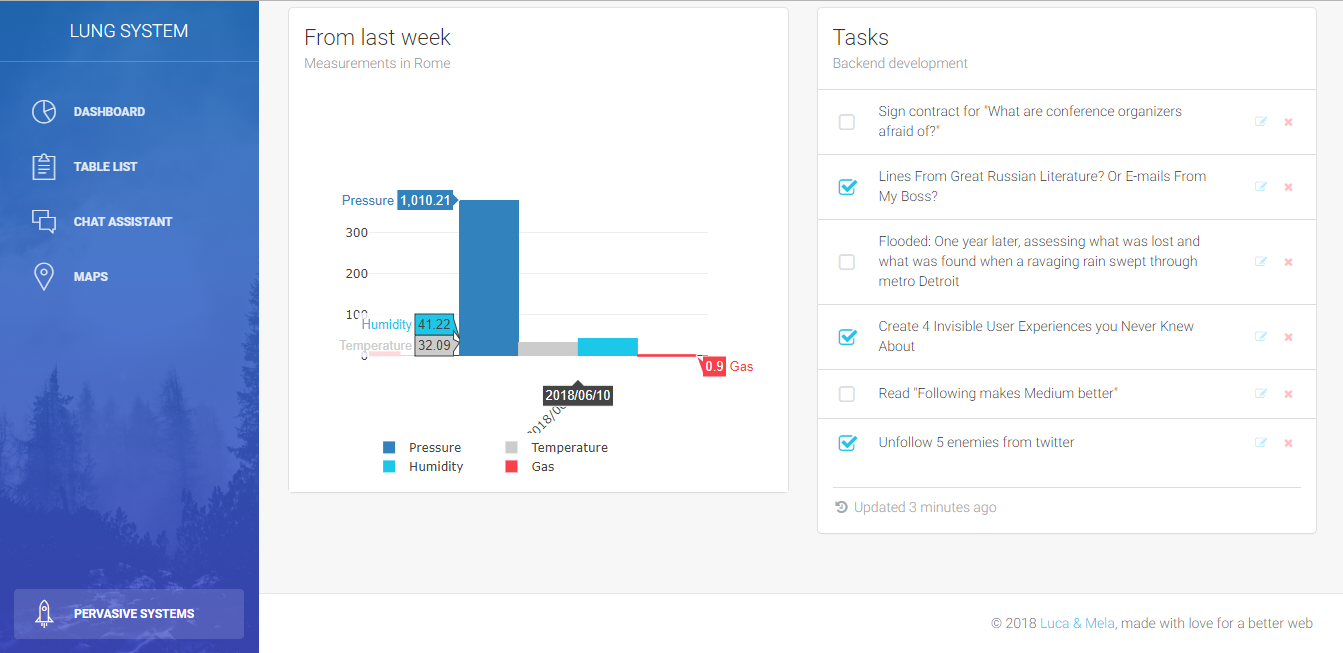 LUNG SYSTEM
DASHBOARD
TABLE LIST
CHAT ASSISTANT
MAPS
PERVASIVE SYSTEMS
From last week
Measurements in Rome
Pressure 1,010.21
300
200
100
Humidity 41.22
Temperature 32.09
0
0.9 Gas
2018/06/10
Pressure
Temperature
Humidity
Gas
Tasks
Backend development
Sign contract for "What are conference organizers
afraid of?"
Lines From Great Russian Literature? Or E-mails From
My Boss?
Flooded: One year later, assessing what was lost and
what was found when a ravaging rain swept through
metro Detroit
Create 4 Invisible User Experiences you Never Knew
About
Read "Following makes Medium better"
Unfollow 5 enemies from twitter
Updated 3 minutes ago
© 2018 Luca & Mela, made with love for a better web